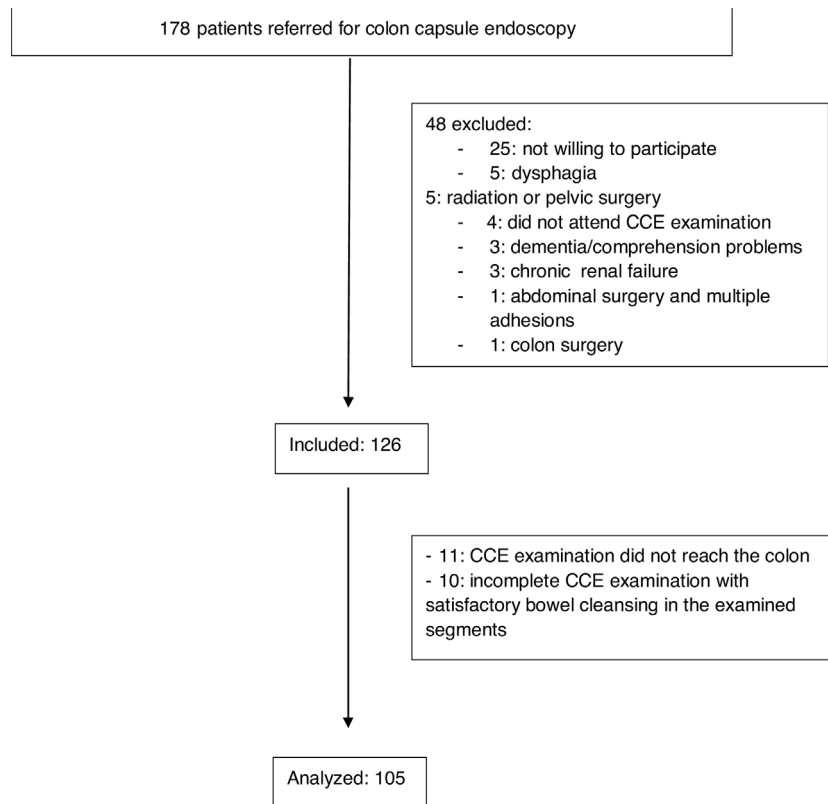 178 patients referred for colon capsule endoscopy
48 excluded:
- 25: not willing to participate
- 5: dysphagia
5: radiation or pelvic surgery
- 4: did not attend CCE examination
- 3: dementia/comprehension problems
- 3: chronic renal failure
- 1: abdominal surgery and multiple
adhesions
- 1: colon surgery
Included: 126
- 11: CCE examination did not reach the colon
- 10: incomplete CCE examination with
satisfactory bowel cleansing in the examined
segments
Analyzed: 105